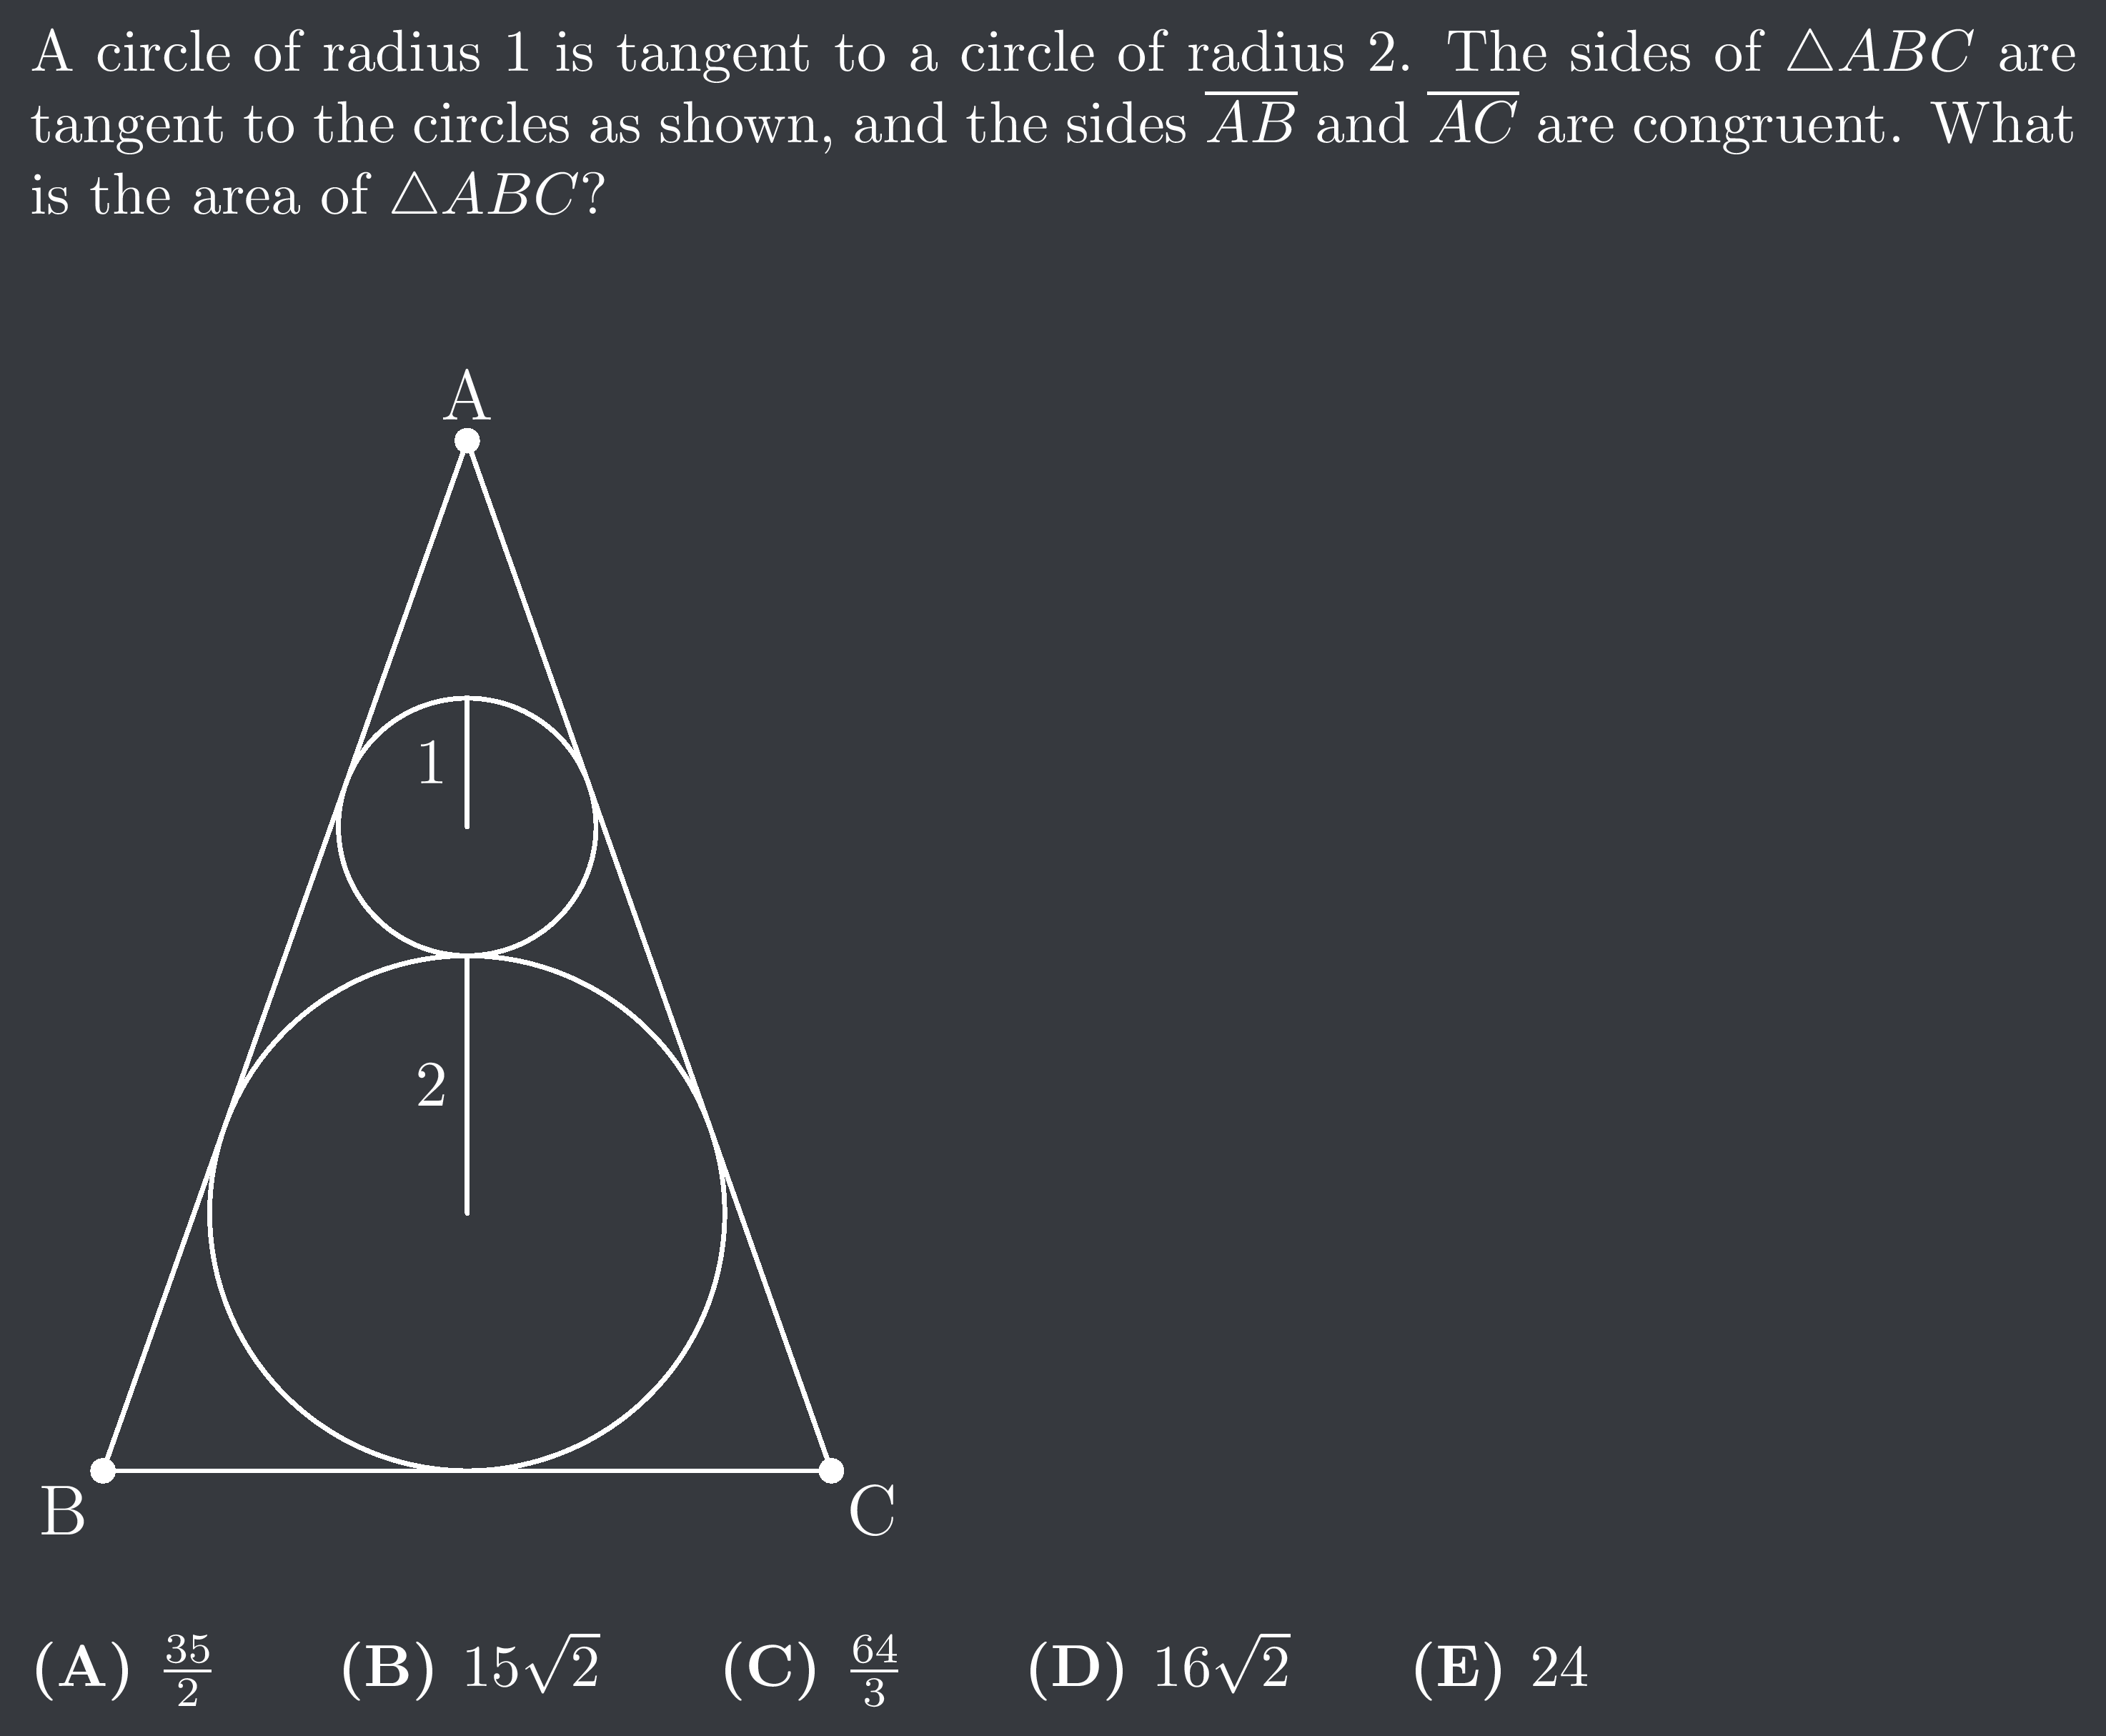 A circle of radius 1 is tangent to a circle of radius 2. The sides of △ABC are
tangent to the circles as shown, and the sides $\overline{AB}$ and $\overline{AC}$ are congruent. What
is the area of △ABC?
A
1
2
B
C
(A) $\frac{35}{2}$ (B) $15\sqrt{2}$ (C) $\frac{64}{3}$ (D) $16\sqrt{2}$ (E) 24